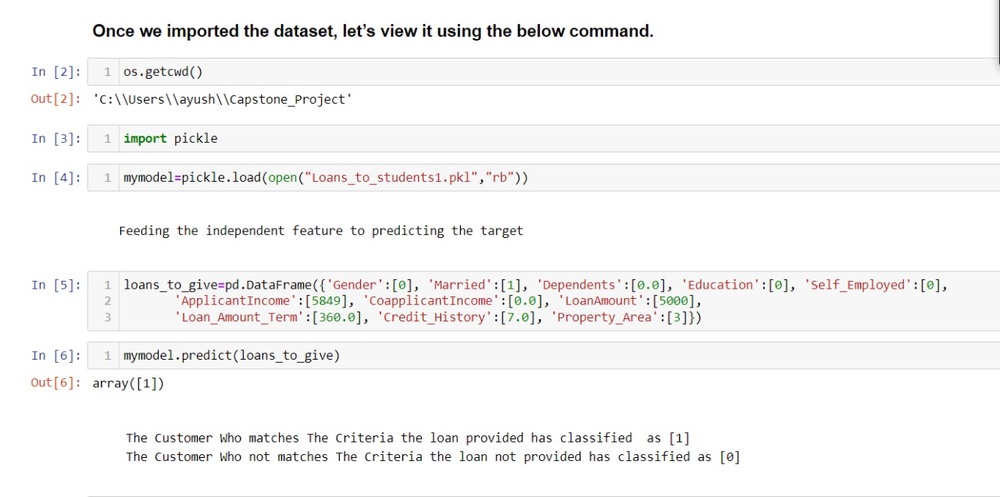 Once we imported the dataset, let’s view it using the below command.
In [2]: 1 os.getcwd()
Out[2]: 'C:\\Users\\ayush\\Capstone_Project'
In [3]: 1 import pickle
In [4]: 1 mymodel=pickle.load(open("Loans_to_students1.pkl","rb"))
Feeding the independent feature to predicting the target
In [5]: 1 loans_to_give=pd.DataFrame({'Gender':[0], 'Married':[1], 'Dependents':[0.0], 'Education':[0], 'Self_Employed':[0],
2 'ApplicantIncome':[5849], 'CoapplicantIncome':[0.0], 'LoanAmount':[5000],
3 'Loan_Amount_Term':[360.0], 'Credit_History':[7.0], 'Property_Area':[3]})
In [6]: 1 mymodel.predict(loans_to_give)
Out[6]: array([1])
The Customer Who matches The Criteria the loan provided has classified  as [1]
The Customer Who not matches The Criteria the loan not provided has classified as [0]